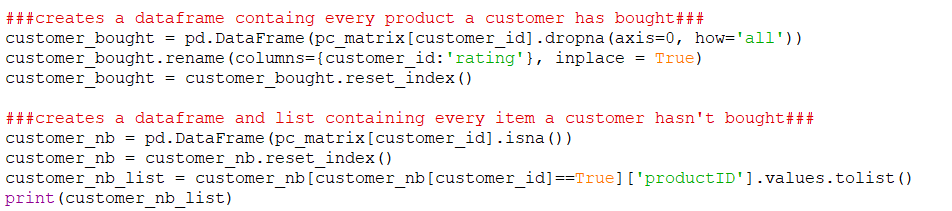 ###creates a dataframe containg every product a customer has bought###
customer_bought = pd.DataFrame(pc_matrix[customer_id].dropna(axis=0, how='all'))
customer_bought.rename(columns={customer_id:'rating'}, inplace = True)
customer_bought = customer_bought.reset_index()
###creates a dataframe and list containing every item a customer hasn't bought###
customer_nb = pd.DataFrame(pc_matrix[customer_id].isna())
customer_nb = customer_nb.reset_index()
customer_nb_list = customer_nb[customer_nb[customer_id]==True]['productID'].values.tolist()
print(customer_nb_list)